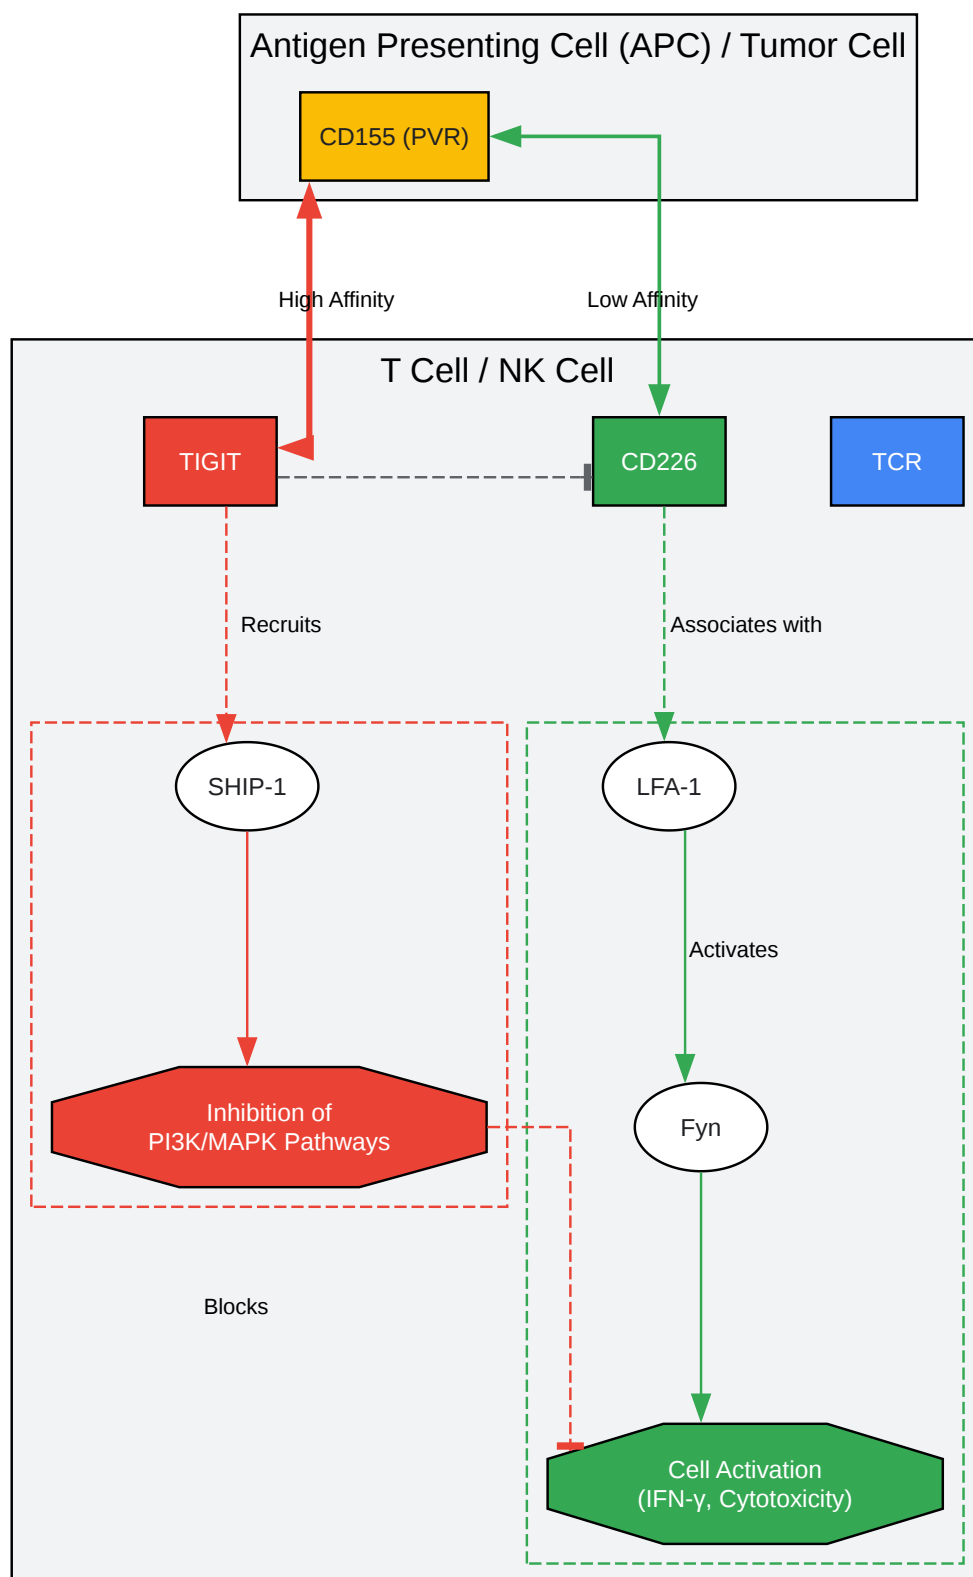 Antigen Presenting Cell (APC) / Tumor Cell
CD155 (PVR)
High Affinity
Low Affinity
T Cell / NK Cell
TIGIT
CD226
TCR
Recruits
Associates with
SHIP-1
LFA-1
Activates
Inhibition of
PI3K/MAPK Pathways
Fyn
Blocks
Cell Activation
(IFN-γ, Cytotoxicity)